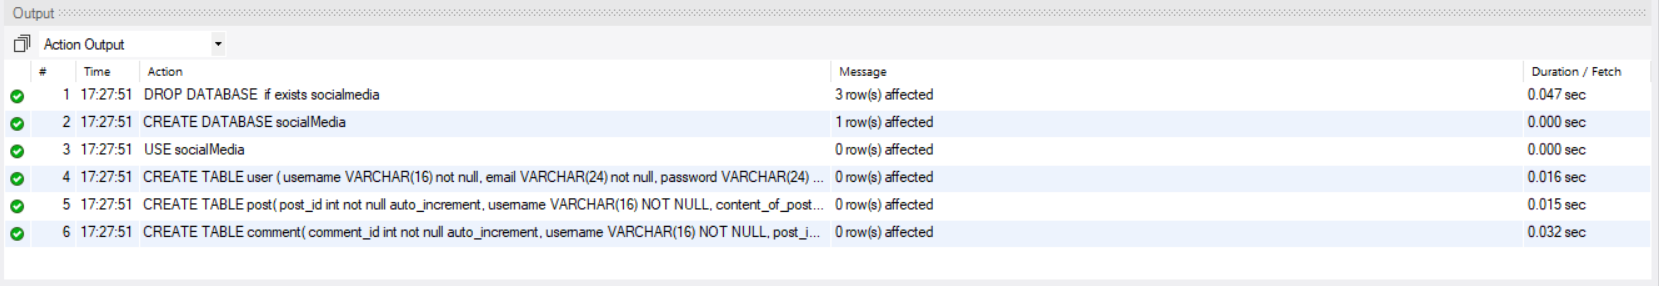 Output
Action Output
# Time Action Message Duration / Fetch
1 17:27:51 DROP DATABASE if exists socialmedia 3 row(s) affected 0.047 sec
2 17:27:51 CREATE DATABASE socialMedia 1 row(s) affected 0.000 sec
3 17:27:51 USE socialMedia 0 row(s) affected 0.000 sec
4 17:27:51 CREATE TABLE user ( username VARCHAR(16) not null, email VARCHAR(24) not null, password VARCHAR(24) ... 0 row(s) affected 0.016 sec
5 17:27:51 CREATE TABLE post( post_id int not null auto_increment, username VARCHAR(16) NOT NULL, content_of_post... 0 row(s) affected 0.015 sec
6 17:27:51 CREATE TABLE comment( comment_id int not null auto_increment, username VARCHAR(16) NOT NULL, post_i... 0 row(s) affected 0.032 sec